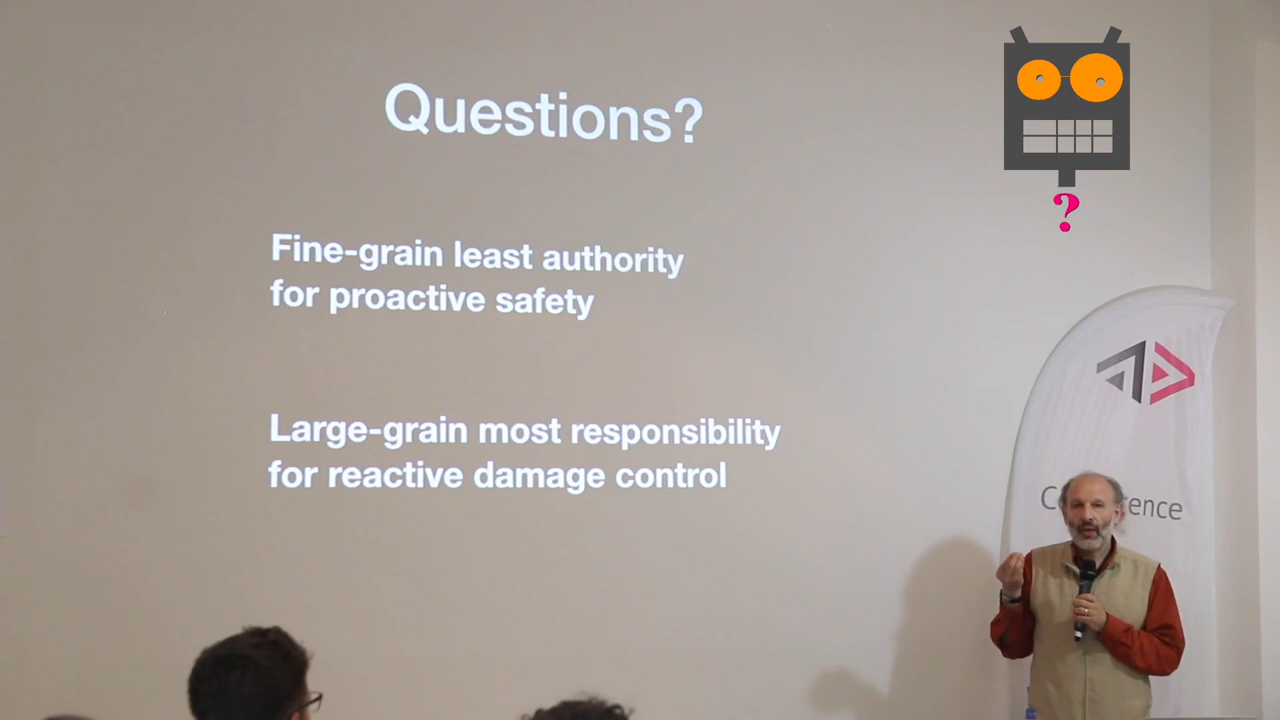 Questions?
?
Fine-grain least authority
for proactive safety
Large-grain most responsibility
for reactive damage control